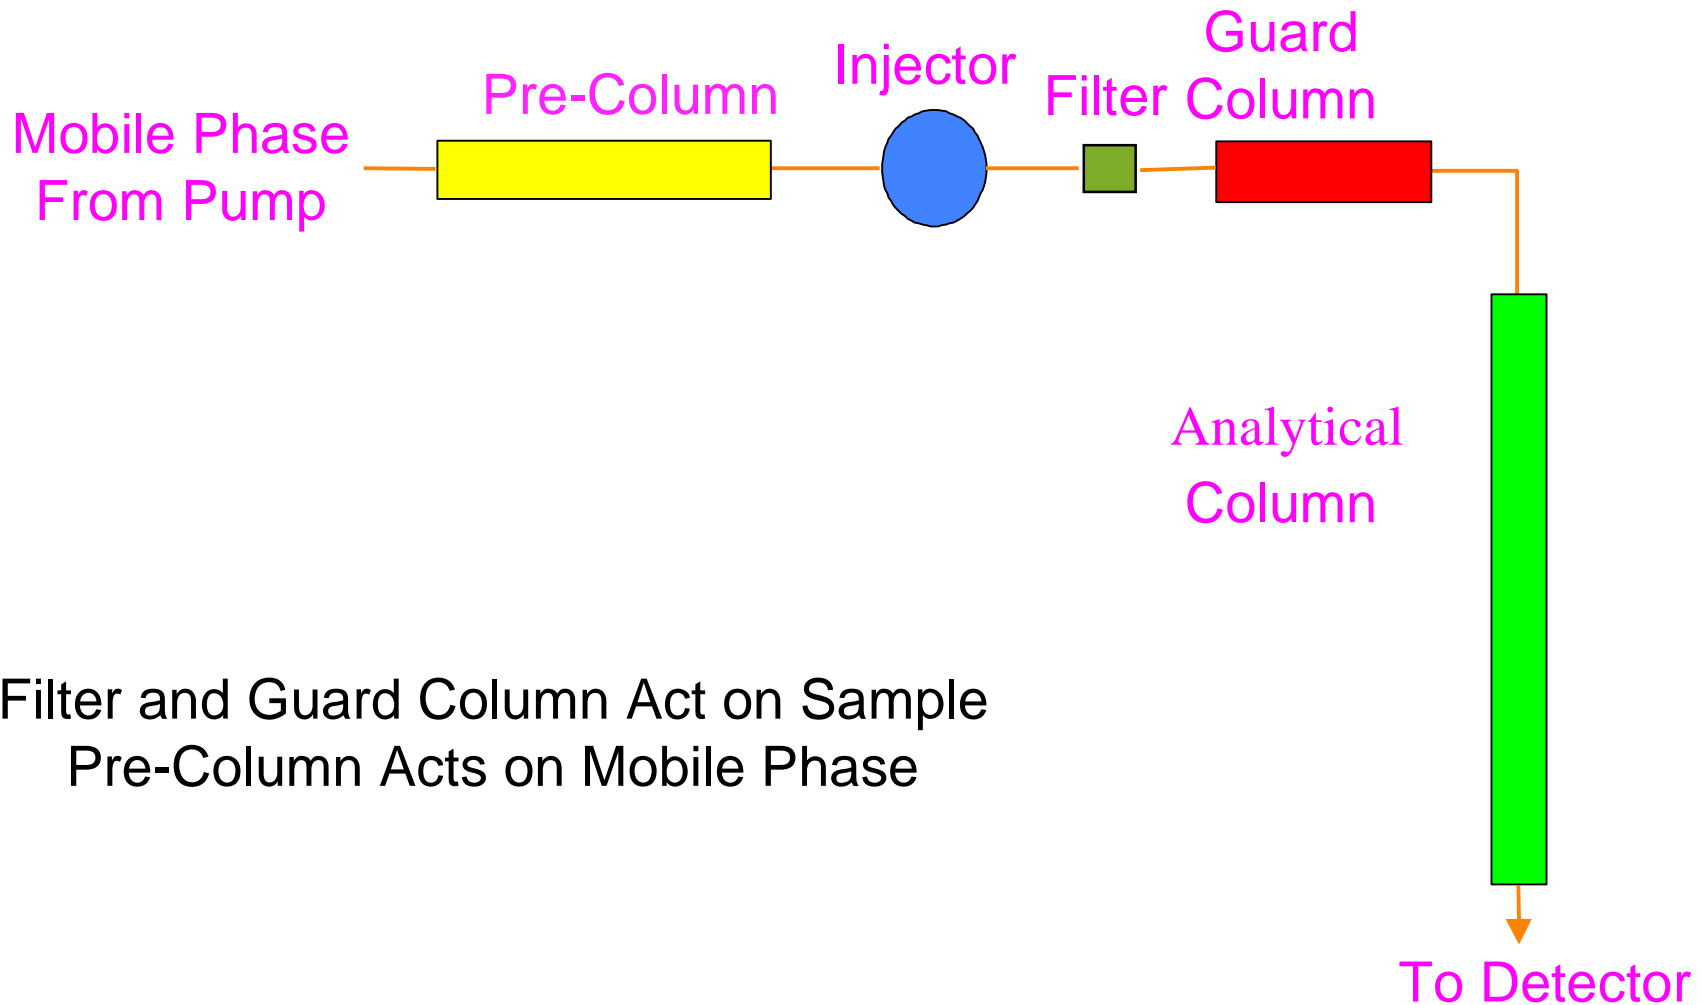 Mobile Phase
From Pump
Pre-Column
Injector
Filter
Guard
Column
Analytical
Column
Filter and Guard Column Act on Sample
Pre-Column Acts on Mobile Phase
To Detector